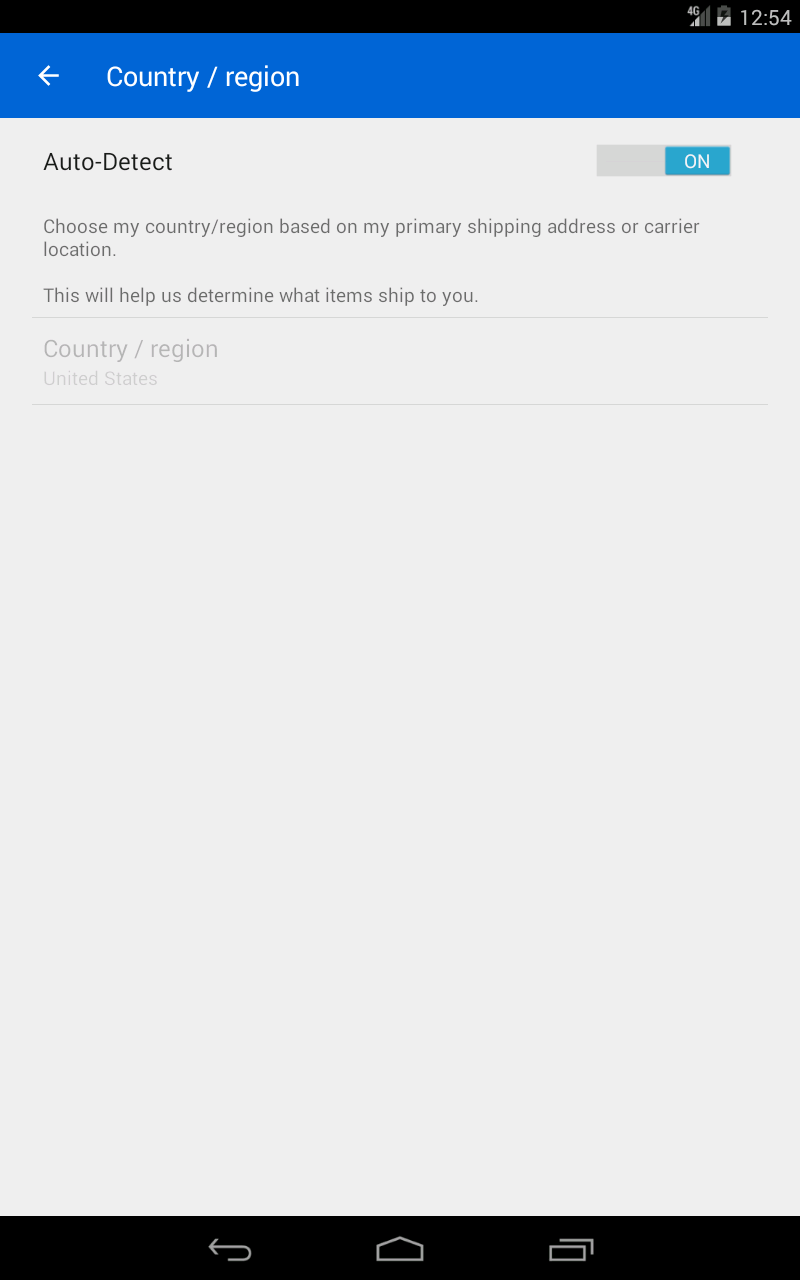 4G 12:54
Country / region
Auto-Detect ON
Choose my country/region based on my primary shipping address or carrier
location.
This will help us determine what items ship to you.
Country / region
United States